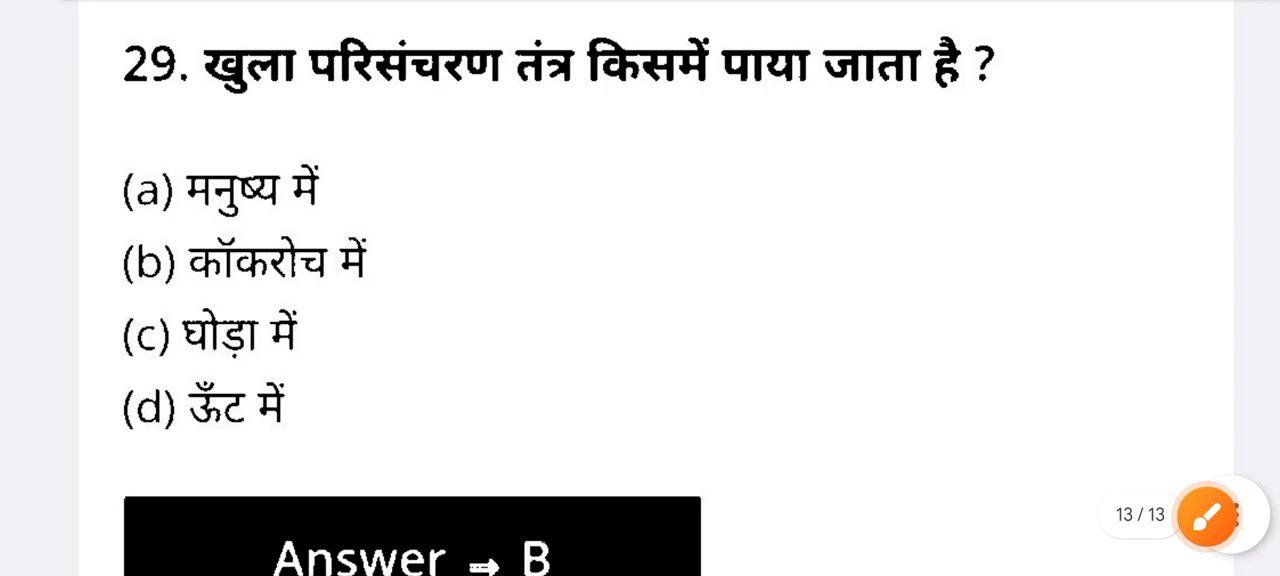 29. खुला परिसंचरण तंत्र किसमें पाया जाता है ?
(a) मनुष्य में
(b) कॉकरोच में
(c) घोड़ा में
(d) ऊँट में
Answer ⇒ B
13 / 13